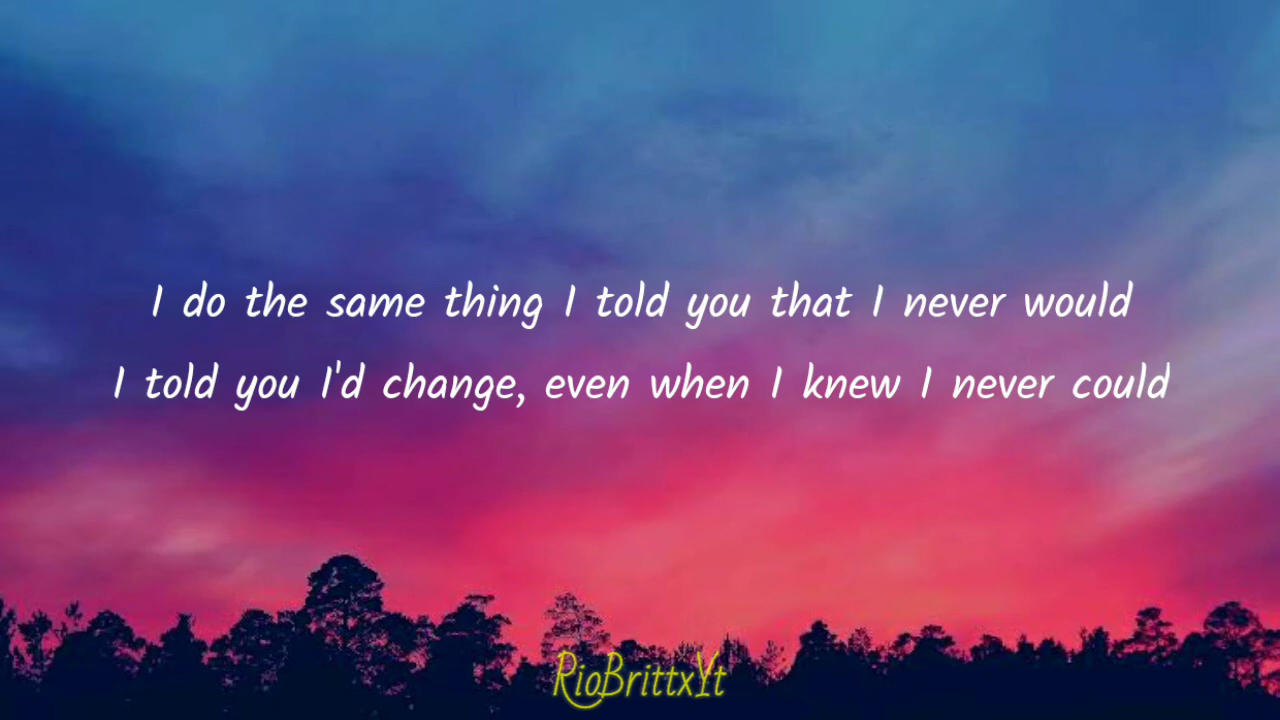 I do the same thing I told you that I never would
I told you I'd change, even when I knew I never could
RioBrittxYt